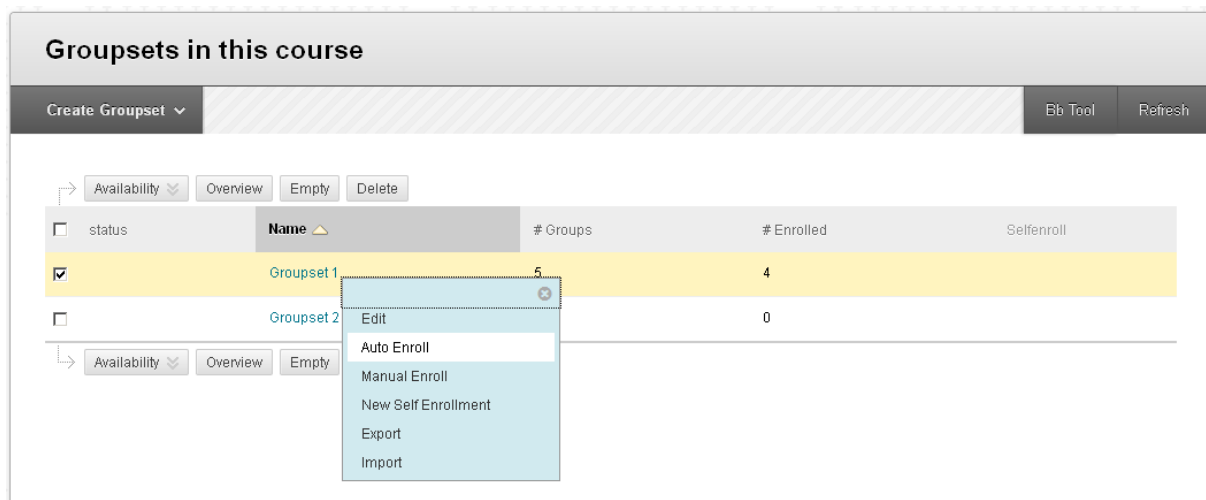 Groupsets in this course
Create Groupset Bb Tool Refresh
Availability Overview Empty Delete
status Name # Groups # Enrolled Selfenroll
Groupset 1 5 4
Groupset 2 0
Edit
Availability Overview Empty
Auto Enroll
Manual Enroll
New Self Enrollment
Export
Import